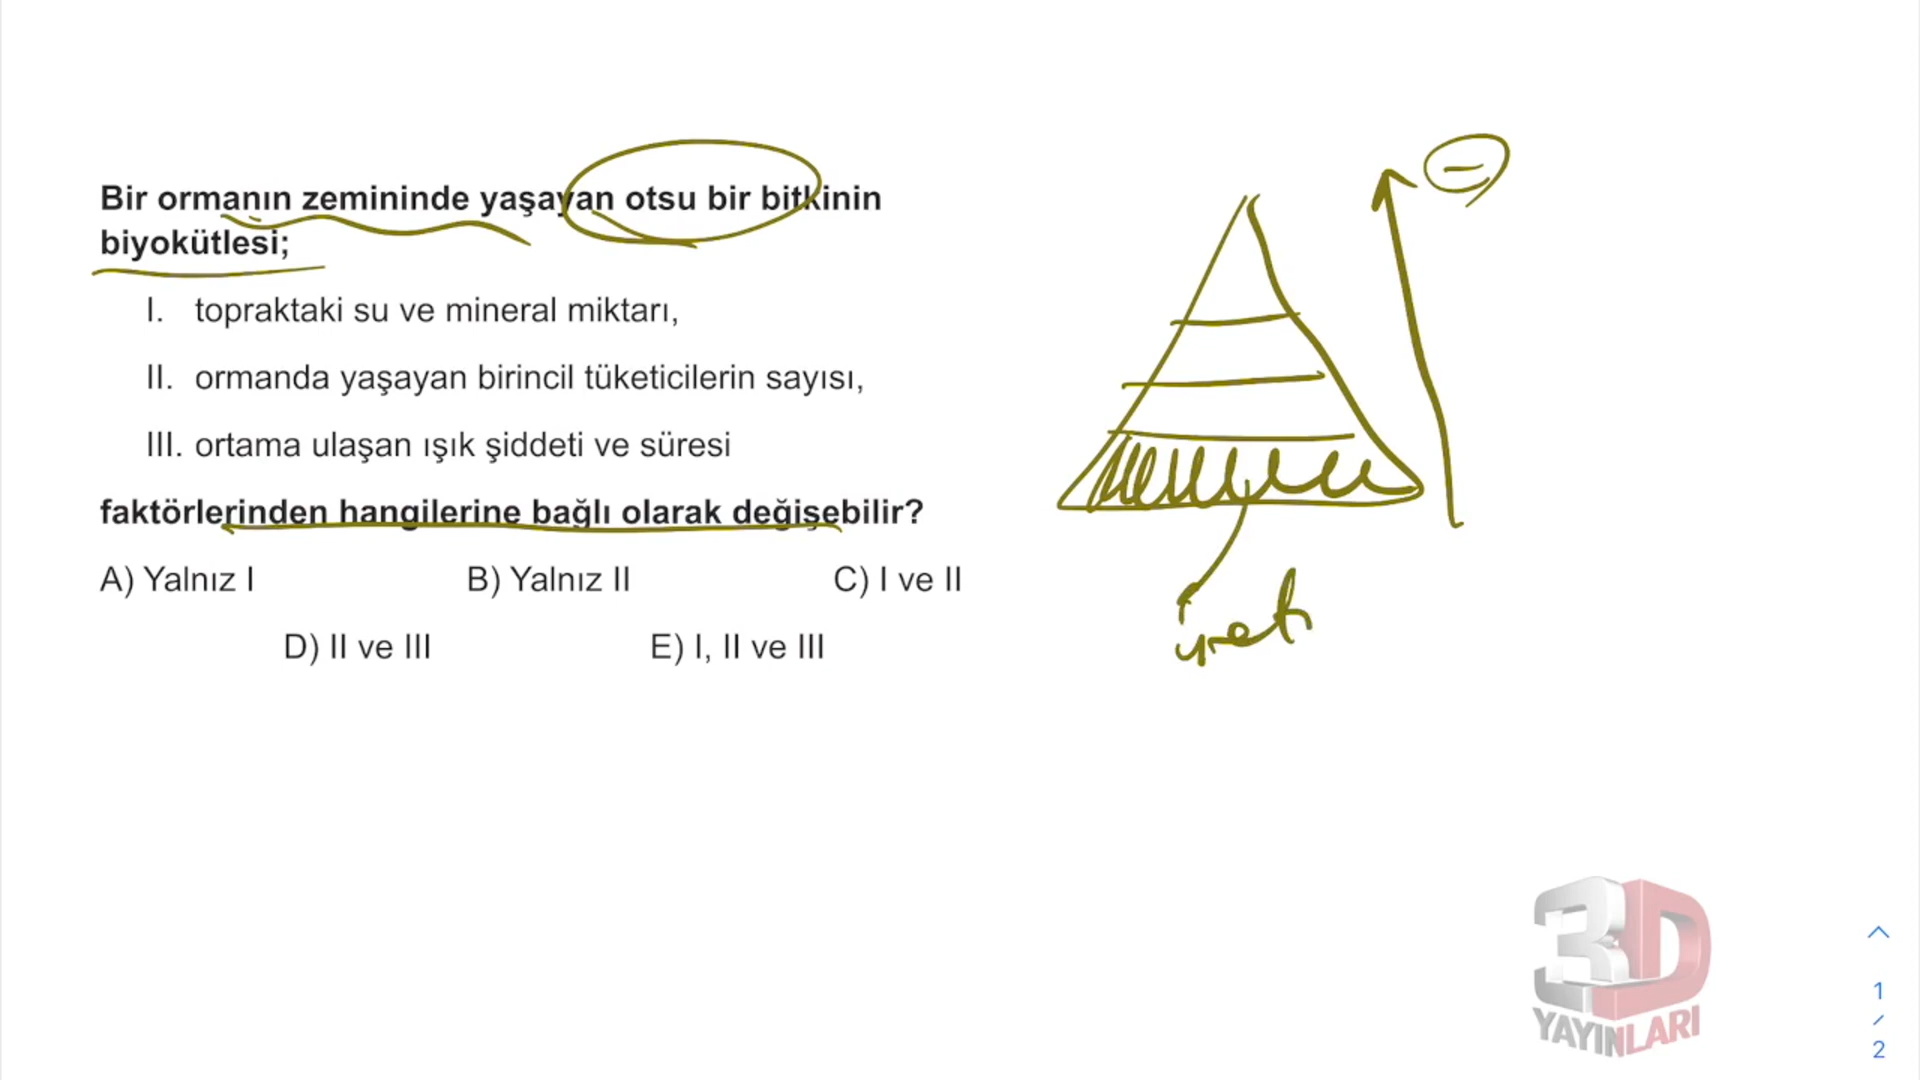 Bir ormanın zemininde yaşayan otsu bir bitkinin
biyokütlesi;
I. topraktaki su ve mineral miktarı,
II. ormanda yaşayan birincil tüketicilerin sayısı,
III. ortama ulaşan ışık şiddeti ve süresi
faktörlerinden hangilerine bağlı olarak değişebilir?
A) Yalnız I B) Yalnız II C) I ve II
D) II ve III E) I, II ve III
3D
YAYINLARI
1
/
2